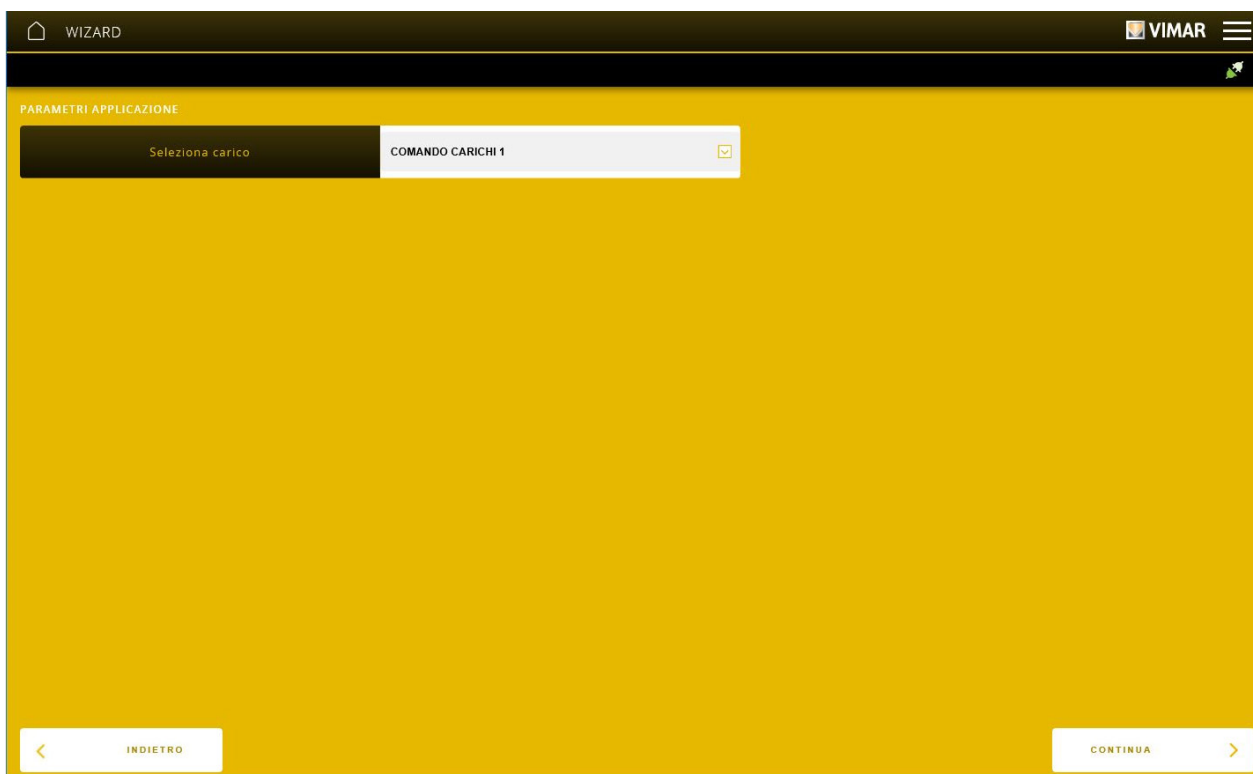 WIZARD
VIMAR
PARAMETRI APPLICAZIONE
Seleziona carico
COMANDO CARICHI 1
INDIETRO
CONTINUA